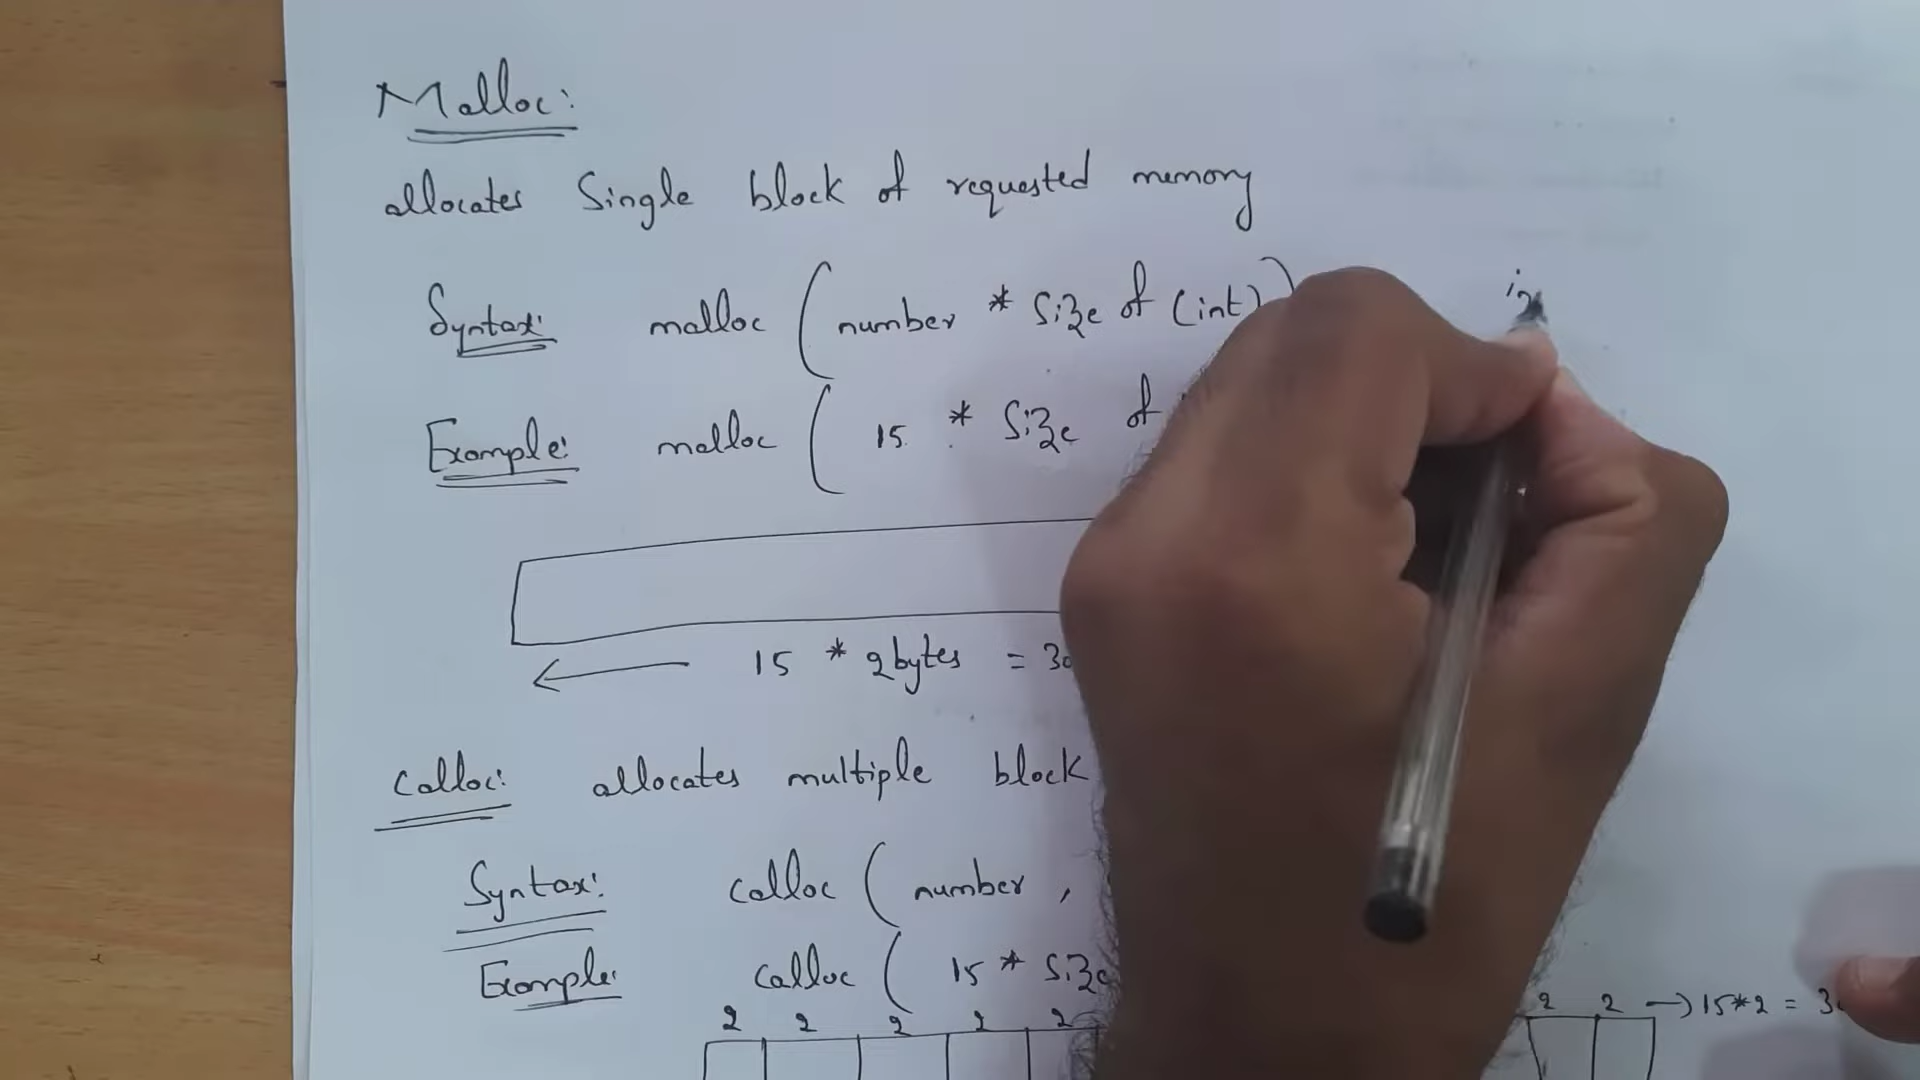 Malloc:
allocates Single block of requested memory
Syntax: malloc ( number * Size of (int) )
Example: malloc ( 15 * Size of
15 * 2bytes = 30
Calloc: allocates multiple block
Syntax: calloc ( number ,
Example: calloc ( 15 * Size
2 2 2 2 2 2 2 → 15*2 = 30